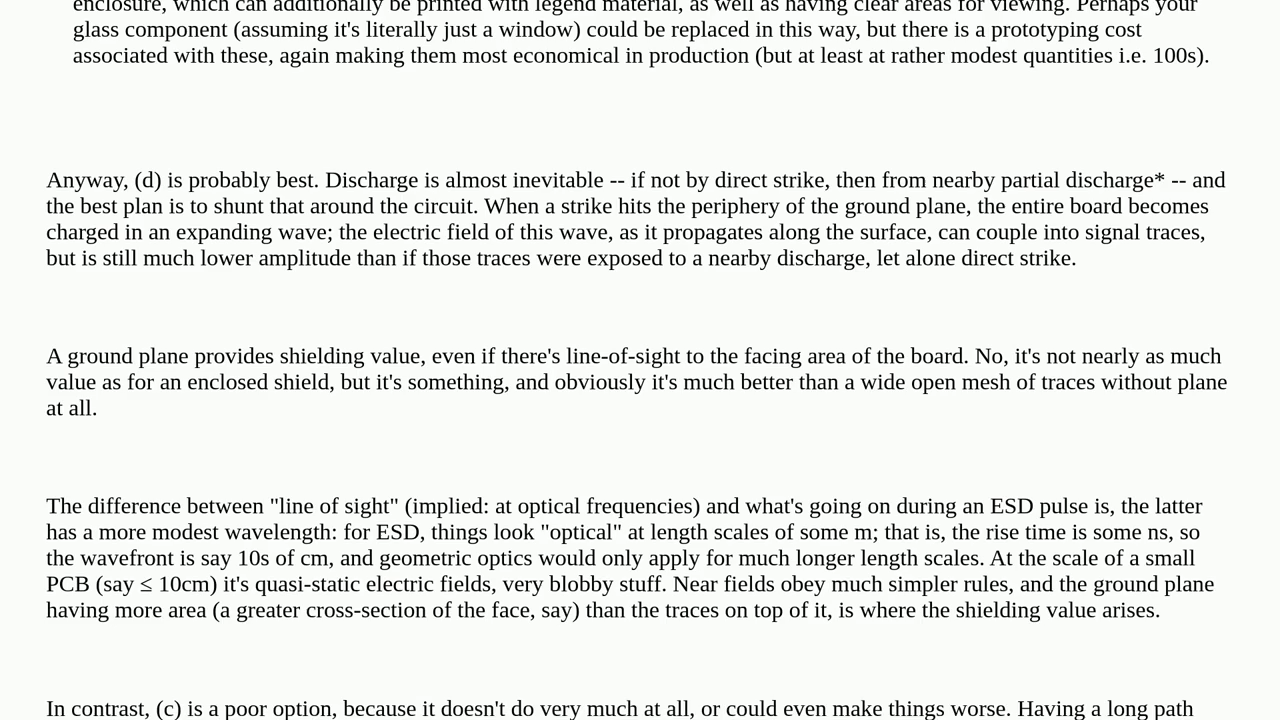 enclosure, which can additionally be printed with legend material, as well as having clear areas for viewing. Perhaps your
glass component (assuming it's literally just a window) could be replaced in this way, but there is a prototyping cost
associated with these, again making them most economical in production (but at least at rather modest quantities i.e. 100s).
Anyway, (d) is probably best. Discharge is almost inevitable -- if not by direct strike, then from nearby partial discharge* -- and
the best plan is to shunt that around the circuit. When a strike hits the periphery of the ground plane, the entire board becomes
charged in an expanding wave; the electric field of this wave, as it propagates along the surface, can couple into signal traces,
but is still much lower amplitude than if those traces were exposed to a nearby discharge, let alone direct strike.
A ground plane provides shielding value, even if there's line-of-sight to the facing area of the board. No, it's not nearly as much
value as for an enclosed shield, but it's something, and obviously it's much better than a wide open mesh of traces without plane
at all.
The difference between "line of sight" (implied: at optical frequencies) and what's going on during an ESD pulse is, the latter
has a more modest wavelength: for ESD, things look "optical" at length scales of some m; that is, the rise time is some ns, so
the wavefront is say 10s of cm, and geometric optics would only apply for much longer length scales. At the scale of a small
PCB (say ≤ 10cm) it's quasi-static electric fields, very blobby stuff. Near fields obey much simpler rules, and the ground plane
having more area (a greater cross-section of the face, say) than the traces on top of it, is where the shielding value arises.
In contrast, (c) is a poor option, because it doesn't do very much at all, or could even make things worse. Having a long path